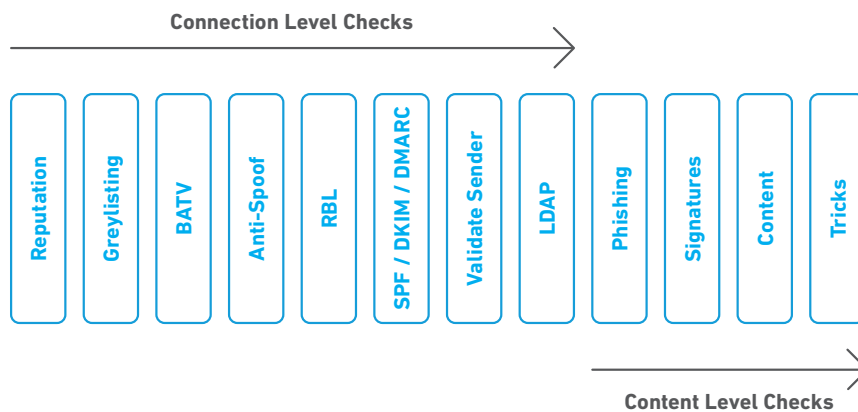 Connection Level Checks
Reputation
Greylisting
BATV
Anti-Spoof
RBL
SPF / DKIM / DMARC
Validate Sender
LDAP
Phishing
Signatures
Content
Tricks
Content Level Checks